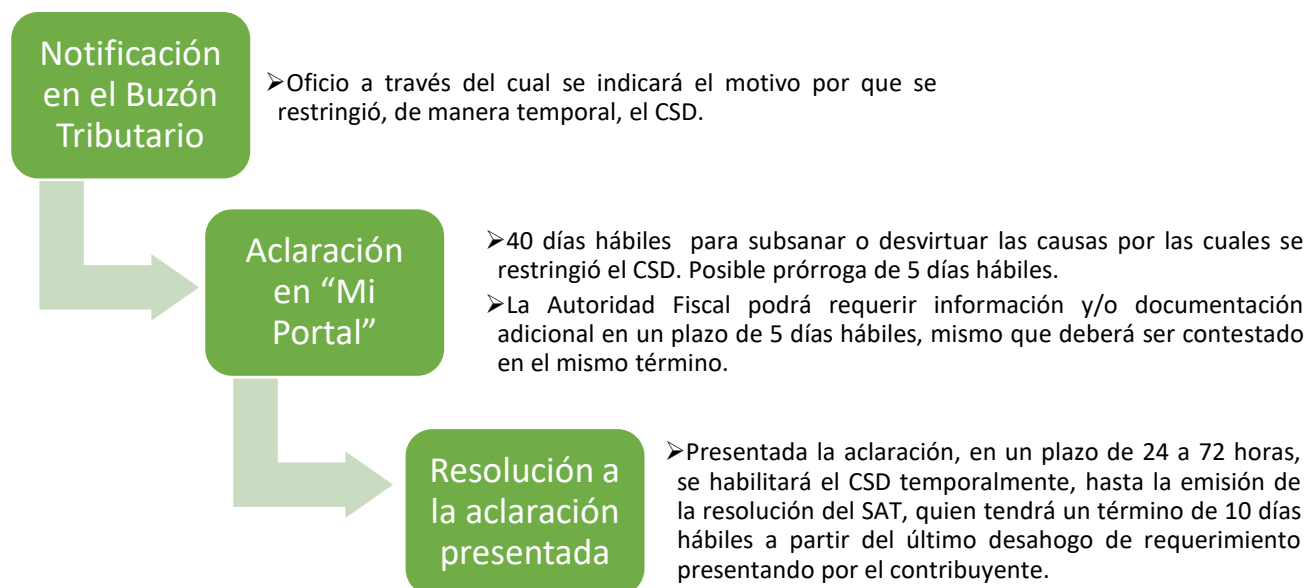 Notificación
en el Buzón
Tributario
➢Oficio a través del cual se indicará el motivo por que se
restringió, de manera temporal, el CSD.
Aclaración
en “Mi
Portal”
➢40 días hábiles para subsanar o desvirtuar las causas por las cuales se
restringió el CSD. Posible prórroga de 5 días hábiles.
➢La Autoridad Fiscal podrá requerir información y/o documentación
adicional en un plazo de 5 días hábiles, mismo que deberá ser contestado
en el mismo término.
Resolución a
la aclaración
presentada
➢Presentada la aclaración, en un plazo de 24 a 72 horas,
se habilitará el CSD temporalmente, hasta la emisión de
la resolución del SAT, quien tendrá un término de 10 días
hábiles a partir del último desahogo de requerimiento
presentando por el contribuyente.